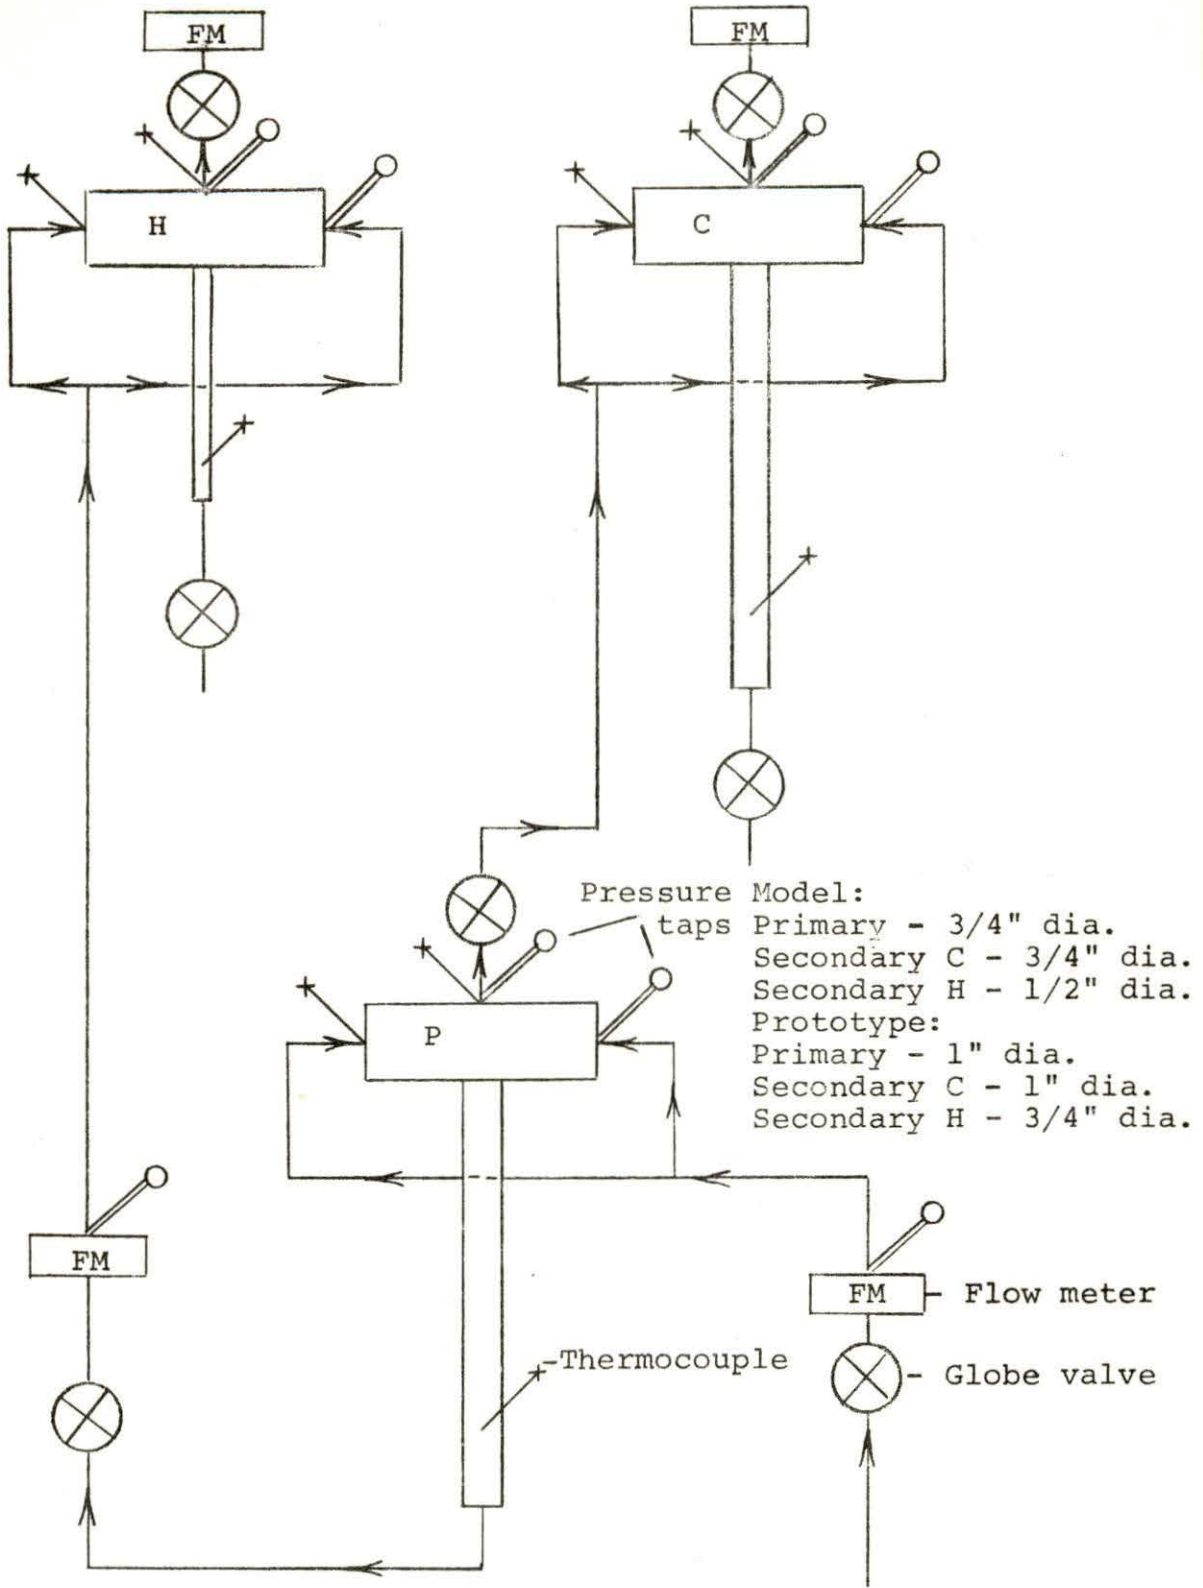 FM
FM
H
C
Pressure Model:
taps Primary - 3/4" dia.
Secondary C - 3/4" dia.
Secondary H - 1/2" dia.
P
Prototype:
Primary - 1" dia.
Secondary C - 1" dia.
Secondary H - 3/4" dia.
FM
FM - Flow meter
-Thermocouple
- Globe valve